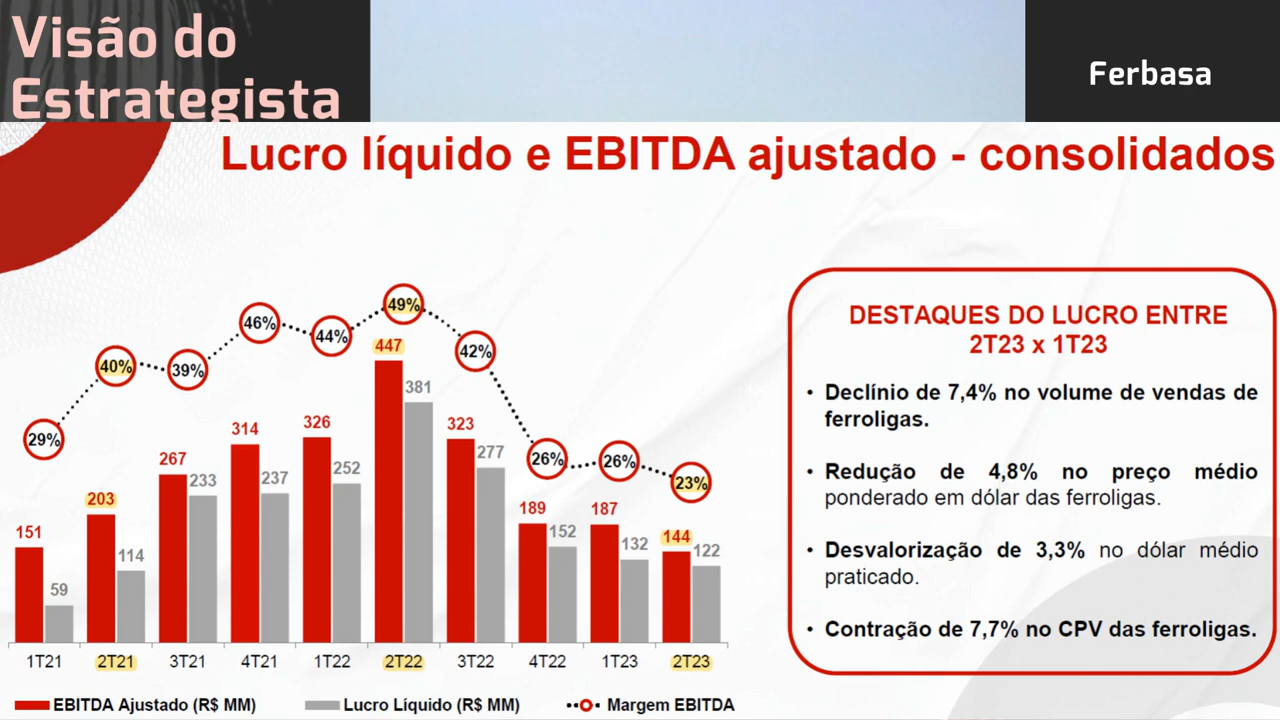 Visão do
Estrategista
Ferbasa
Lucro líquido e EBITDA ajustado - consolidados
29%
40%
39%
46%
44%
49%
42%
26%
26%
23%
151
59
203
114
267
233
314
237
326
252
447
381
323
277
189
152
187
132
144
122
1T21
2T21
3T21
4T21
1T22
2T22
3T22
4T22
1T23
2T23
EBITDA Ajustado (R$ MM)
Lucro Líquido (R$ MM)
Margem EBITDA
DESTAQUES DO LUCRO ENTRE
2T23 x 1T23
• Declínio de 7,4% no volume de vendas de
ferroligas.
• Redução de 4,8% no preço médio
ponderado em dólar das ferroligas.
• Desvalorização de 3,3% no dólar médio
praticado.
• Contração de 7,7% no CPV das ferroligas.